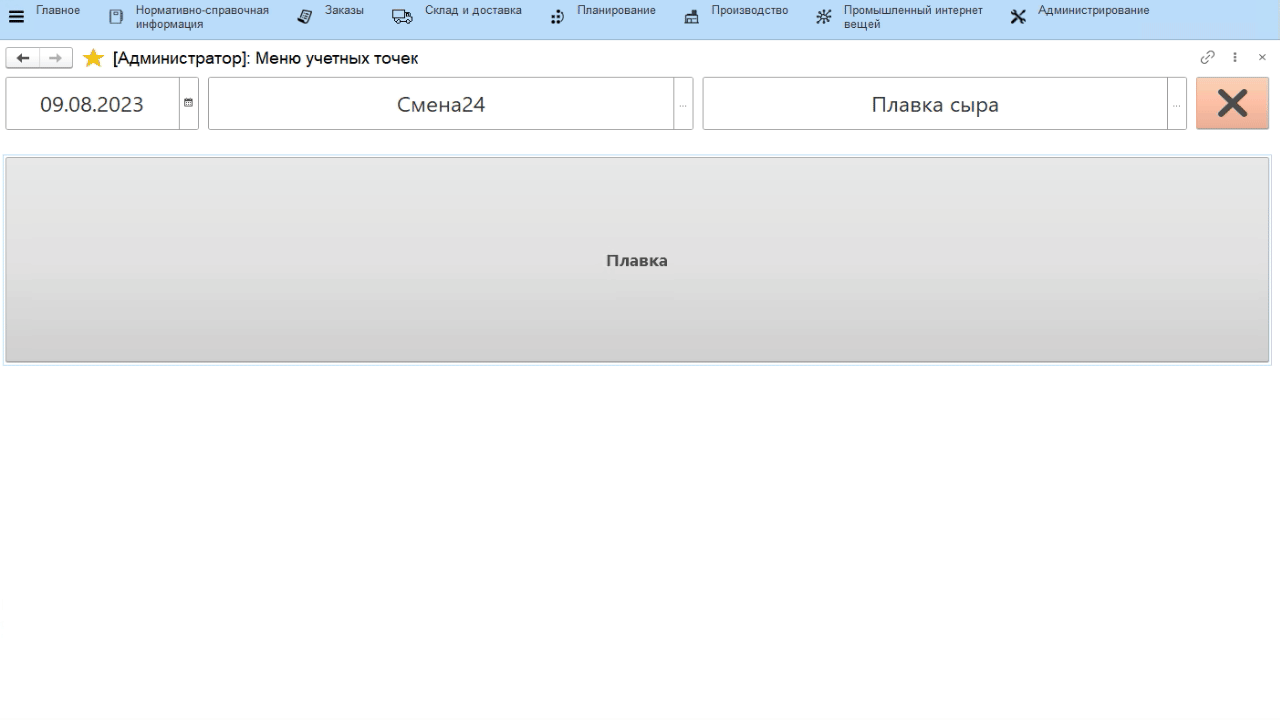 Главное
Нормативно-справочная
информация
Заказы
Склад и доставка
Планирование
Производство
Промышленный интернет
вещей
Администрирование
[Администратор]: Меню учетных точек
09.08.2023
Смена24
...
Плавка сыра
...
Плавка